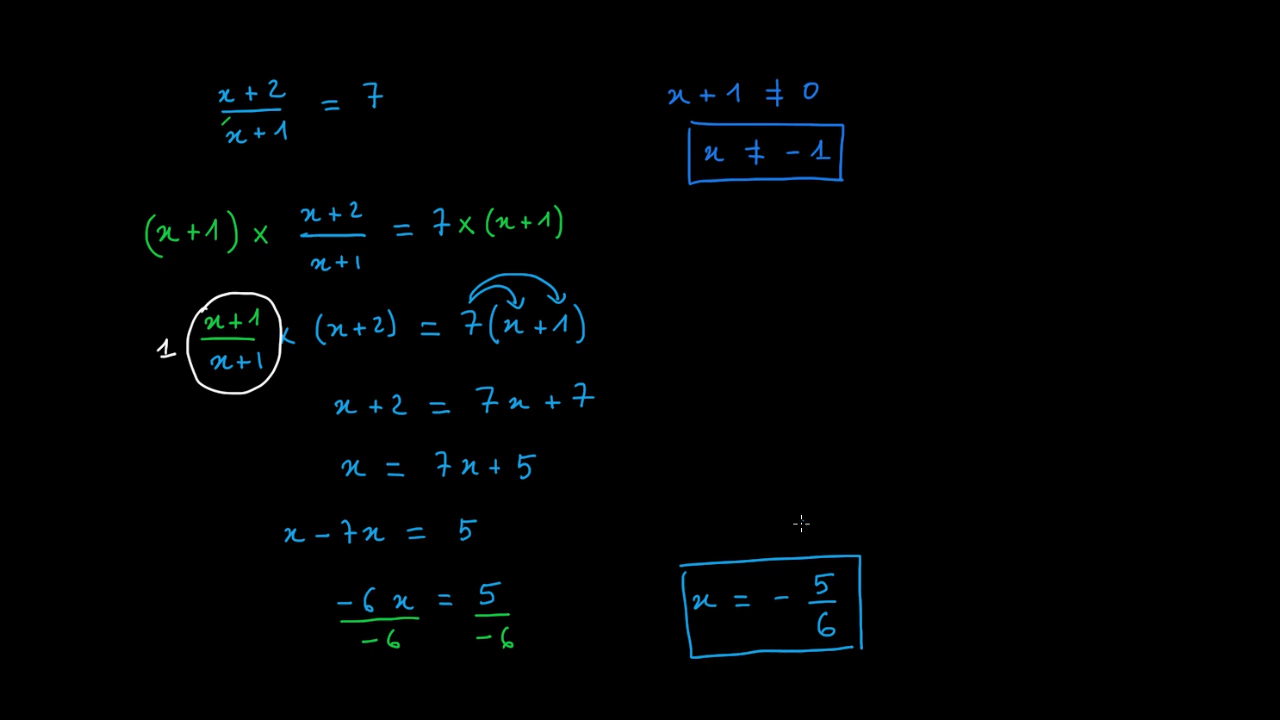 (x+2)/(x+1) = 7
x+1 ≠ 0
x ≠ -1
(x+1) × (x+2)/(x+1) = 7 × (x+1)
1 (x+1)/(x+1) × (x+2) = 7(x+1)
x+2 = 7x+7
x = 7x+5
x-7x = 5
-6x/-6 = 5/-6
x = -5/6